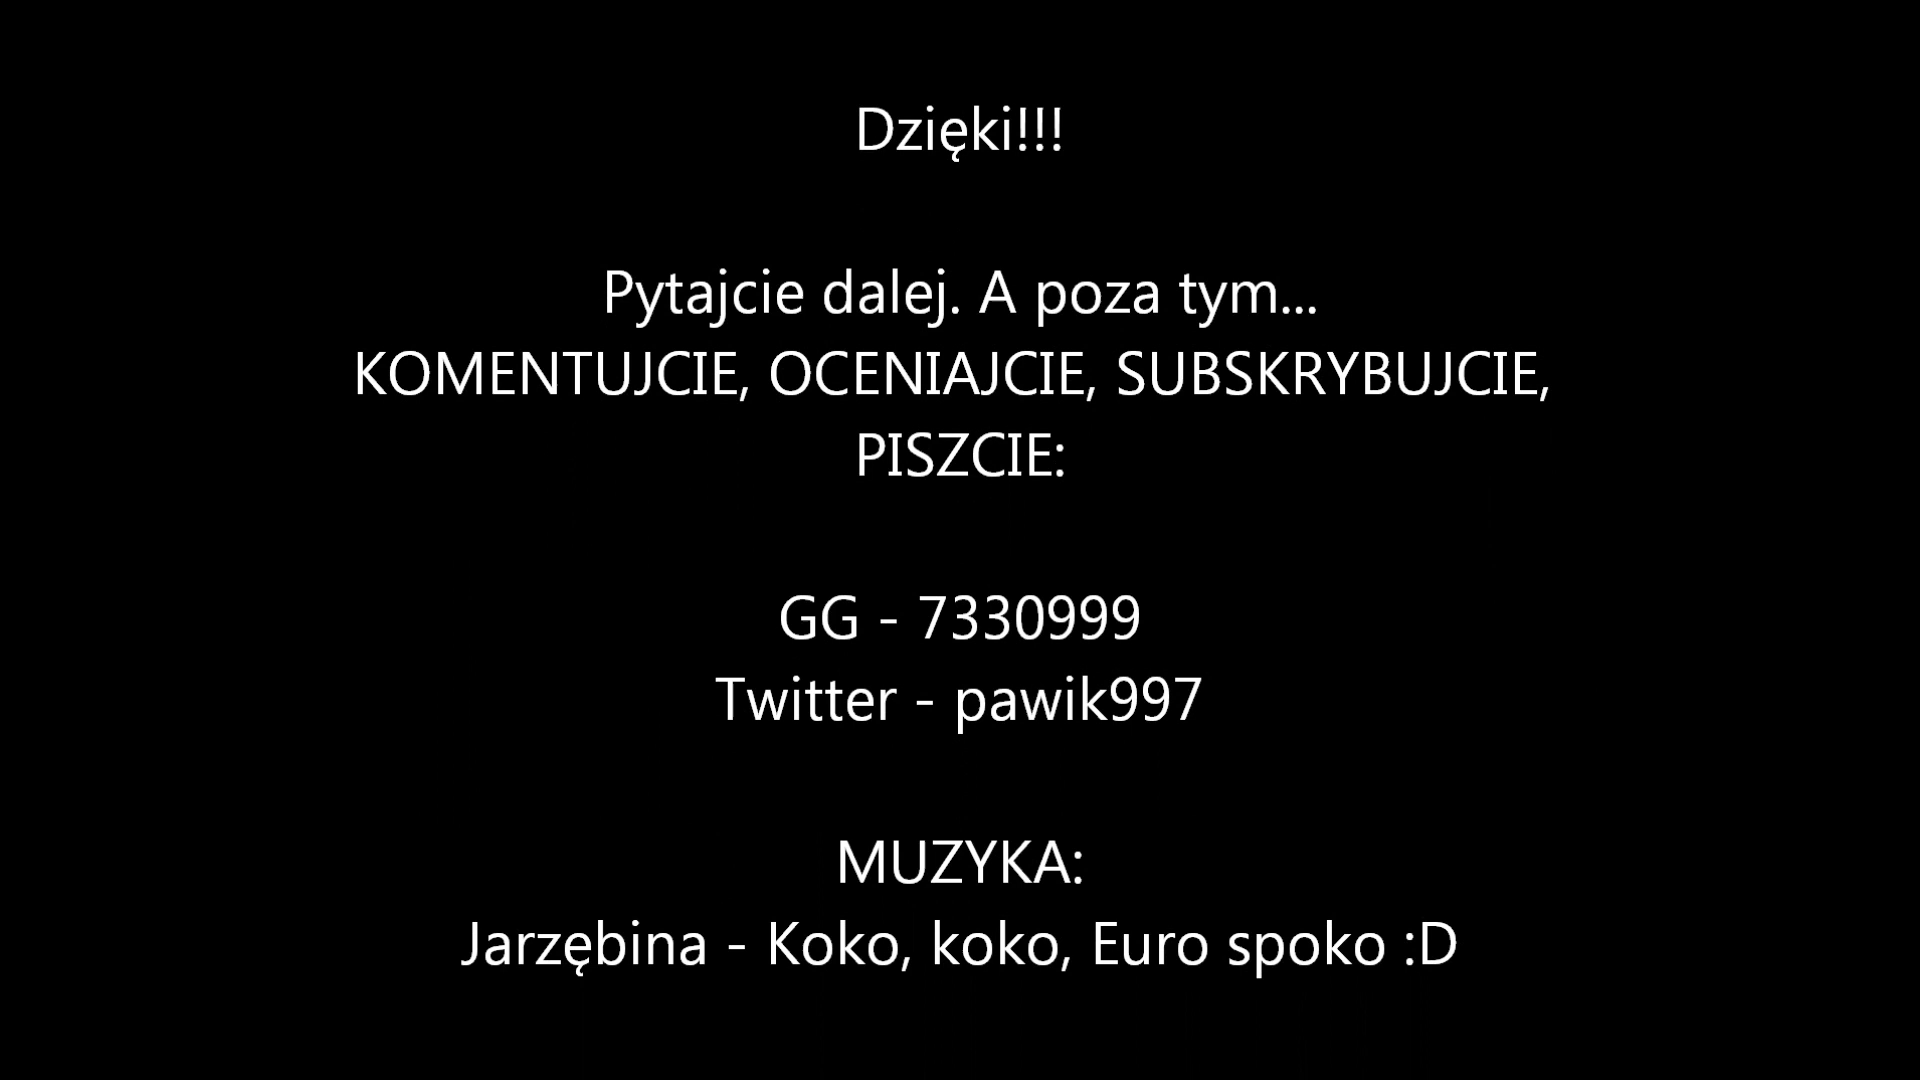 Dzięki!!!
Pytajcie dalej. A poza tym...
KOMENTUJCIE, OCENIAJCIE, SUBSKRYBUJCIE,
PISZCIE:
GG - 7330999
Twitter - pawik997
MUZYKA:
Jarzębina - Koko, koko, Euro spoko :D